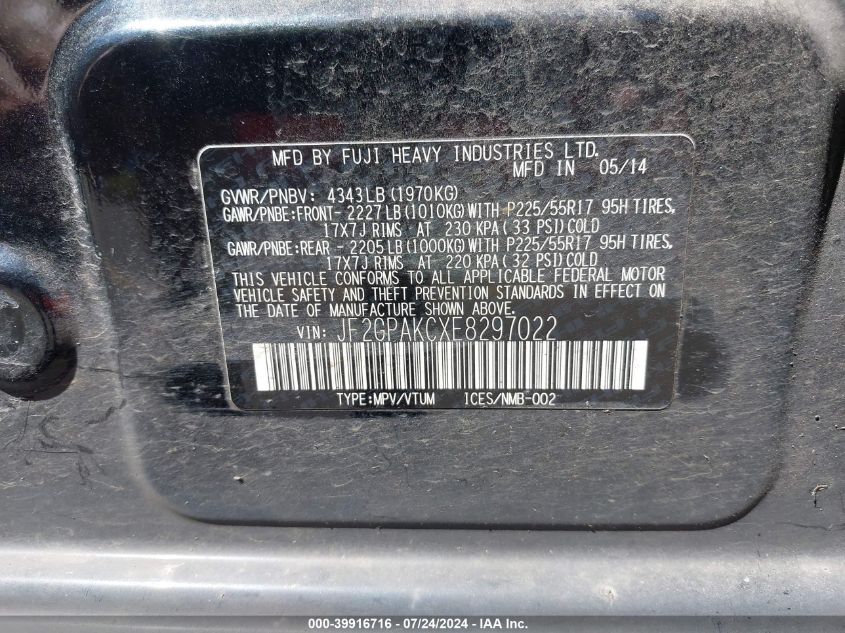 MFD BY FUJI HEAVY INDUSTRIES LTD.
MFD IN 05/14
GVWR/PNBV: 4343LB(1970KG)
GAWR/PNBE:FRONT- 2227LB(1010KG)WITH P225/55R17 95H TIRES,
17X7J RIMS AT 230 KPA(33 PSI)COLD
GAWR/PNBE:REAR - 2205LB(1000KG)WITH P225/55R17 95H TIRES,
17X7J RIMS AT 220 KPA(32 PSI)COLD
THIS VEHICLE CONFORMS TO ALL APPLICABLE FEDERAL MOTOR
VEHICLE SAFETY AND THEFT PREVENTION STANDARDS IN EFFECT ON
THE DATE OF MANUFACTURE SHOWN ABOVE.
VIN: JF2GPAKCXE8297022
TYPE:MPV/VTUM ICES/NMB-002
000-39916716 - 07/24/2024 - IAA Inc.